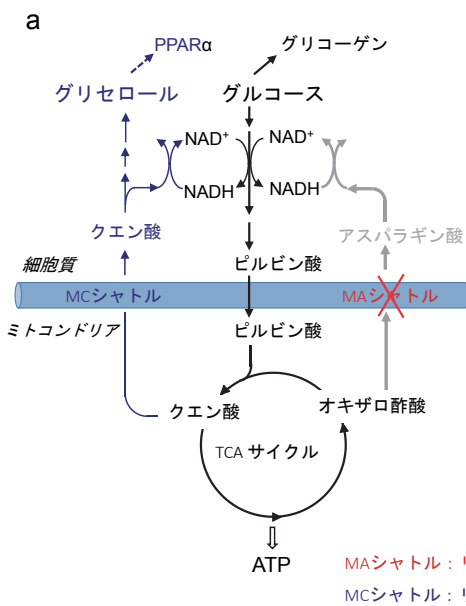 a
PPARα
グリコーゲン
グリセロール
グルコース
NAD+
NAD+
NADH
NADH
クエン酸
アスパラギン酸
細胞質
ピルビン酸
MCシャトル
MAシャトル
ミトコンドリア
ピルビン酸
クエン酸
オキザロ酢酸
TCA サイクル
ATP
MAシャトル：リ
MCシャトル：リ